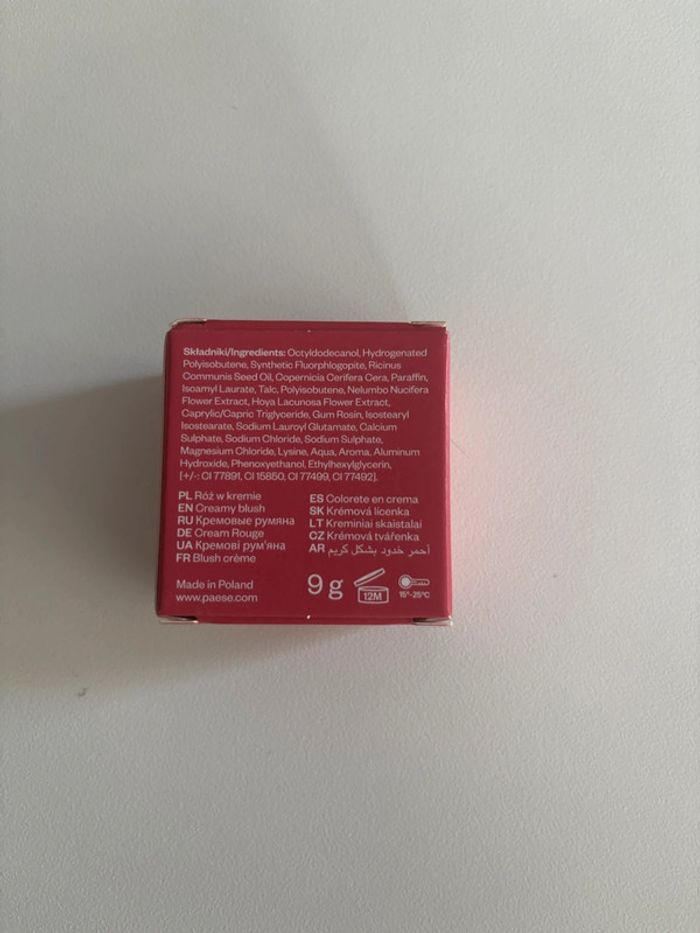 Składniki/Ingredients: Octyldodecanol, Hydrogenated
Polyisobutene, Synthetic Fluorphlogopite, Ricinus
Communis Seed Oil, Copernicia Cerifera Cera, Paraffin,
Isoamyl Laurate, Talc, Polyisobutene, Nelumbo Nucifera
Flower Extract, Hoya Lacunosa Flower Extract,
Caprylic/Capric Triglyceride, Gum Rosin, Isostearyl
Isostearate, Sodium Lauroyl Glutamate, Calcium
Sulphate, Sodium Chloride, Sodium Sulphate,
Magnesium Chloride, Lysine, Aqua, Aroma, Aluminum
Hydroxide, Phenoxyethanol, Ethylhexylglycerin,
[+/-: CI 77891, CI 15850, CI 77499, CI 77492].
PL Róż w kremie
EN Creamy blush
RU Кремовые румяна
DE Cream Rouge
UA Кремові рум'яна
FR Blush crème
ES Colorete en crema
SK Krémová lícenka
LT Kreminiai skaistalai
CZ Krémová tvářenka
AR أحمر خدود بشكل كريم
Made in Poland
www.paese.com
9 g
12M
15°-25°C